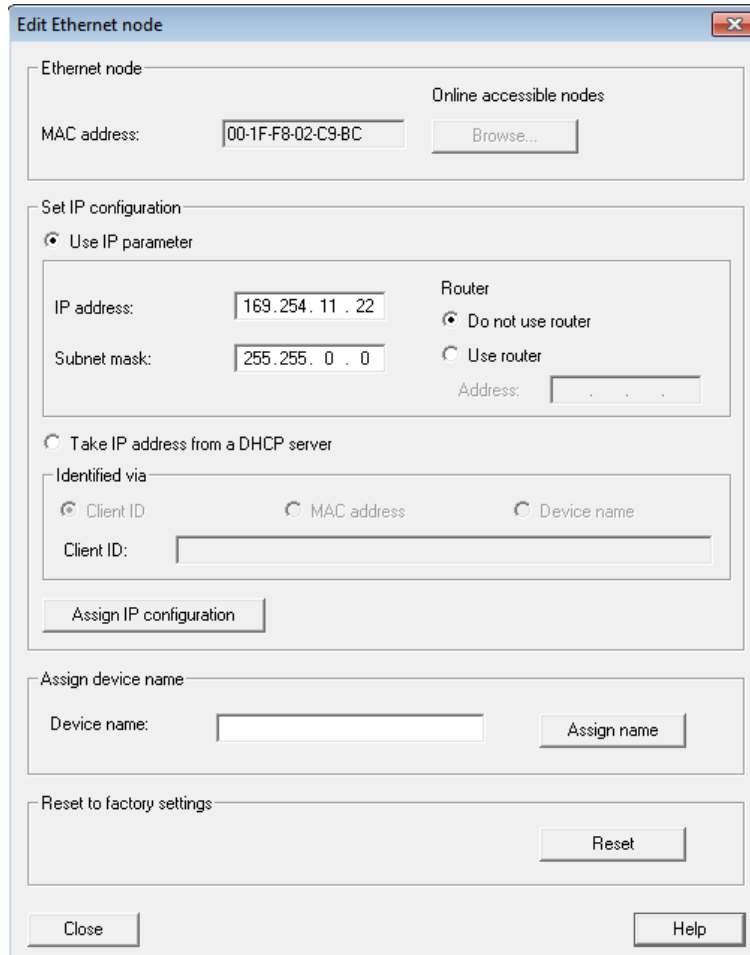 Edit Ethernet node
Ethernet node
Online accessible nodes
MAC address: 00-1F-F8-02-C9-BC Browse...
Set IP configuration
Use IP parameter
Router
IP address: 169.254. 11 . 22
Do not use router
Subnet mask: 255.255. 0 . 0
Use router
Address: . . .
Take IP address from a DHCP server
Identified via
Client ID MAC address Device name
Client ID:
Assign IP configuration
Assign device name
Device name: Assign name
Reset to factory settings
Reset
Close Help